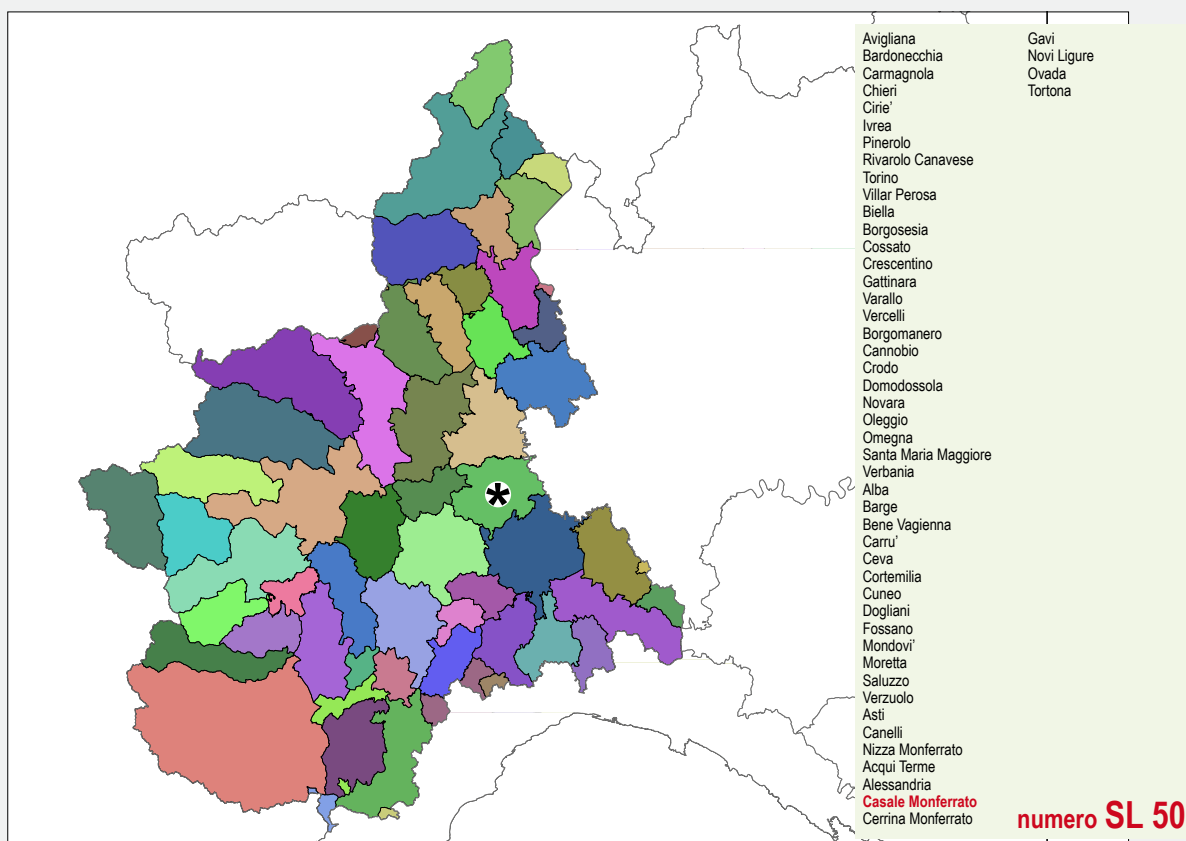 Avigliana
Bardonecchia
Carmagnola
Chieri
Cirie'
Ivrea
Pinerolo
Rivarolo Canavese
Torino
Villar Perosa
Biella
Borgosesia
Cossato
Crescentino
Gattinara
Varallo
Vercelli
Borgomanero
Cannobio
Crodo
Domodossola
Novara
Oleggio
Omegna
Santa Maria Maggiore
Verbania
Alba
Barge
Bene Vagienna
Carru'
Ceva
Cortemilia
Cuneo
Dogliani
Fossano
Mondovi'
Moretta
Saluzzo
Verzuolo
Asti
Canelli
Nizza Monferrato
Acqui Terme
Alessandria
Casale Monferrato
Cerrina Monferrato
Gavi
Novi Ligure
Ovada
Tortona
numero SL 50
*